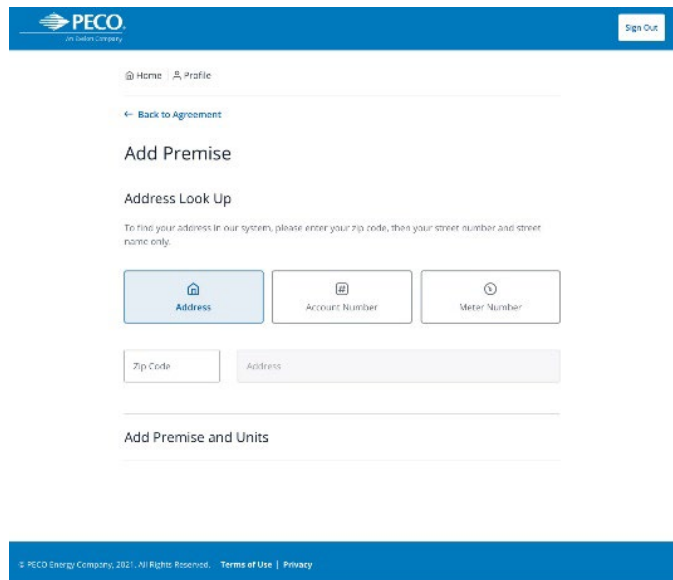 PECO.
An Exelon Company
Sign Out
Home Profile
← Back to Agreement
Add Premise
Address Look Up
To find your address in our system, please enter your zip code, then your street number and street
name only.
Address
# Account Number
Meter Number
Zip Code
Address
Add Premise and Units
© PECO Energy Company, 2021. All Rights Reserved. Terms of Use | Privacy